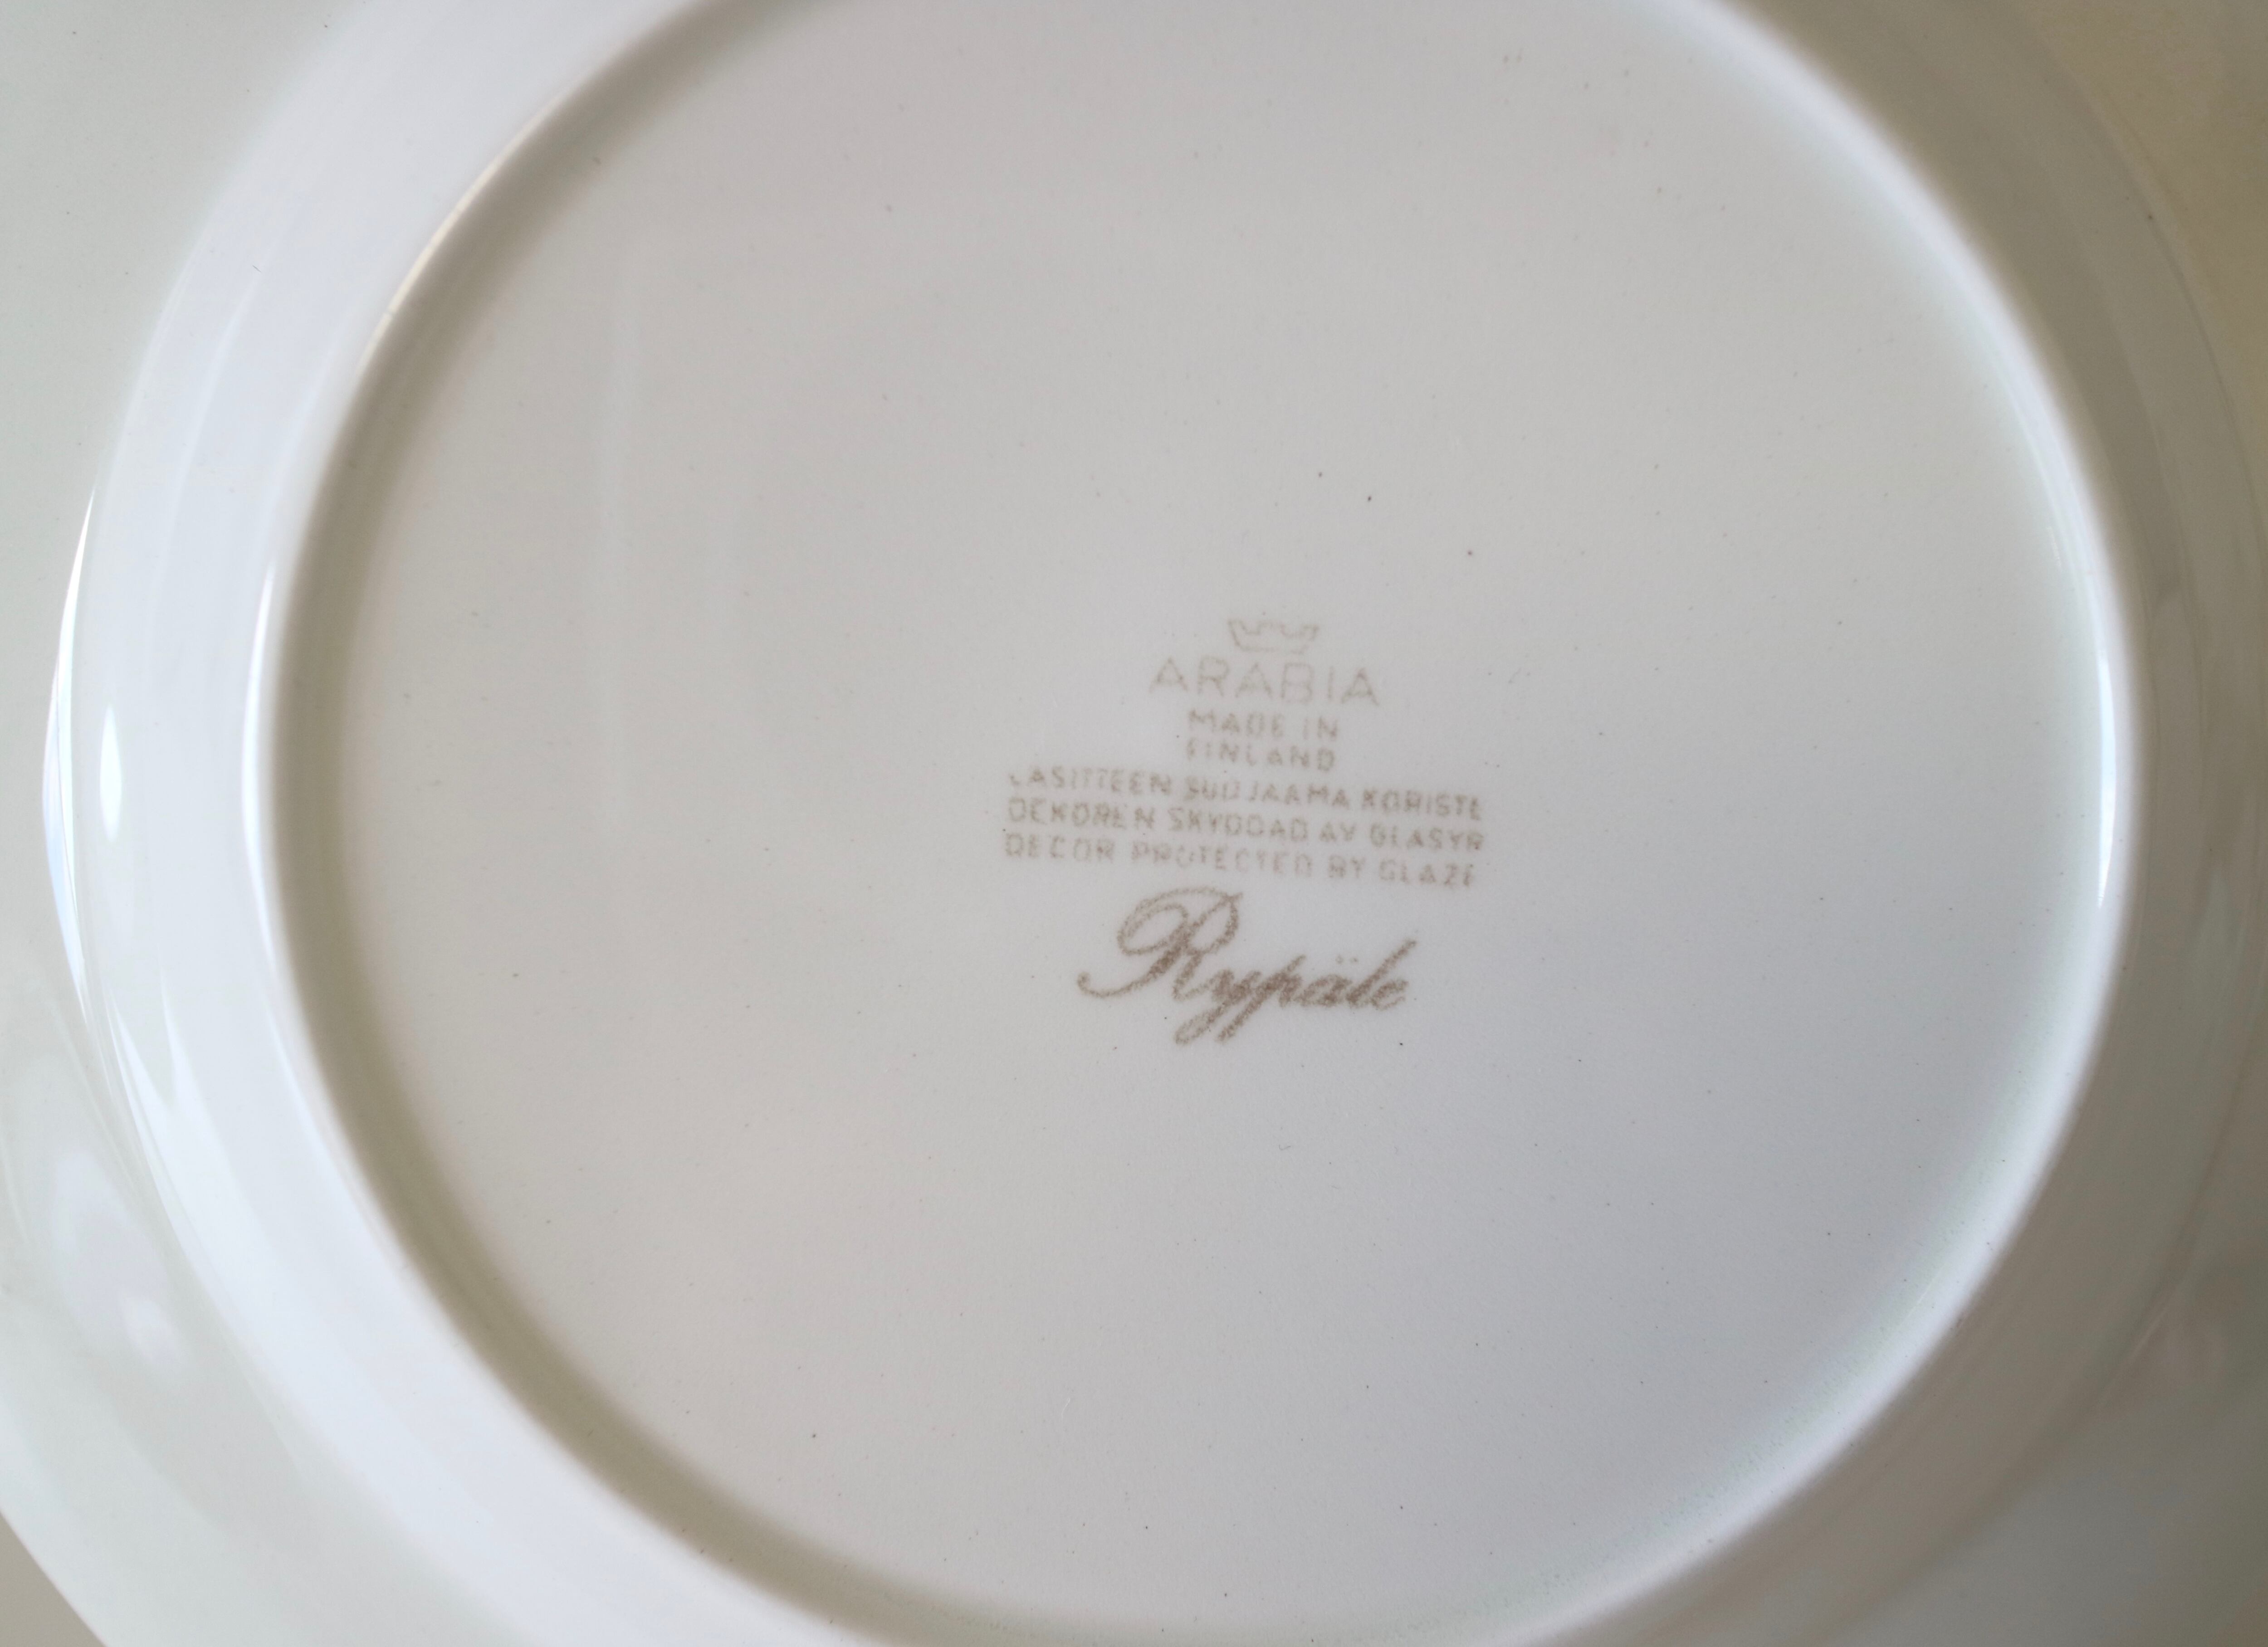 ARABIA
MADE IN
FINLAND
LASITTEEN SUOJAAMA KORISTE
DEKOREN SKYDDAD AV GLASYR
DECOR PROTECTED BY GLAZE
Rypäle